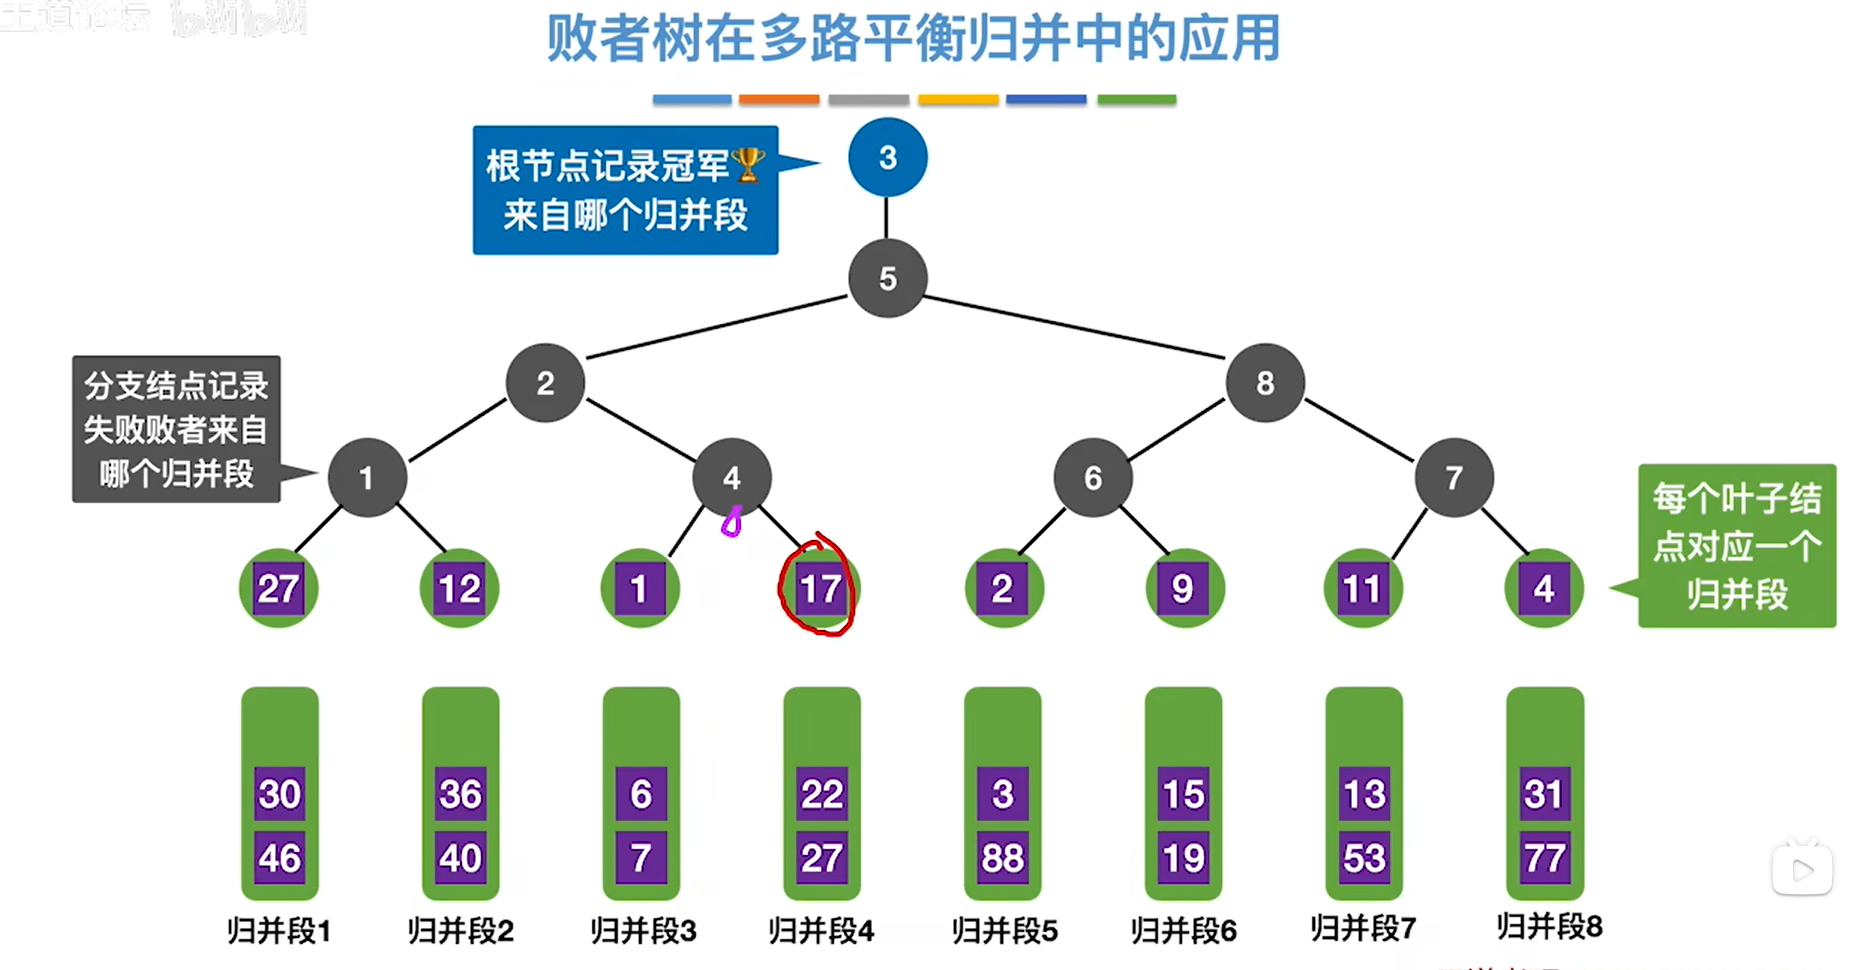 王道论坛 bilibili
败者树在多路平衡归并中的应用
根节点记录冠军🏆
来自哪个归并段
3
5
分支结点记录
失败败者来自
哪个归并段
2
8
1
4
6
7
每个叶子结
点对应一个
归并段
27 12 1 17 2 9 11 4
30 36 6 22 3 15 13 31
46 40 7 27 88 19 53 77
归并段1 归并段2 归并段3 归并段4 归并段5 归并段6 归并段7 归并段8